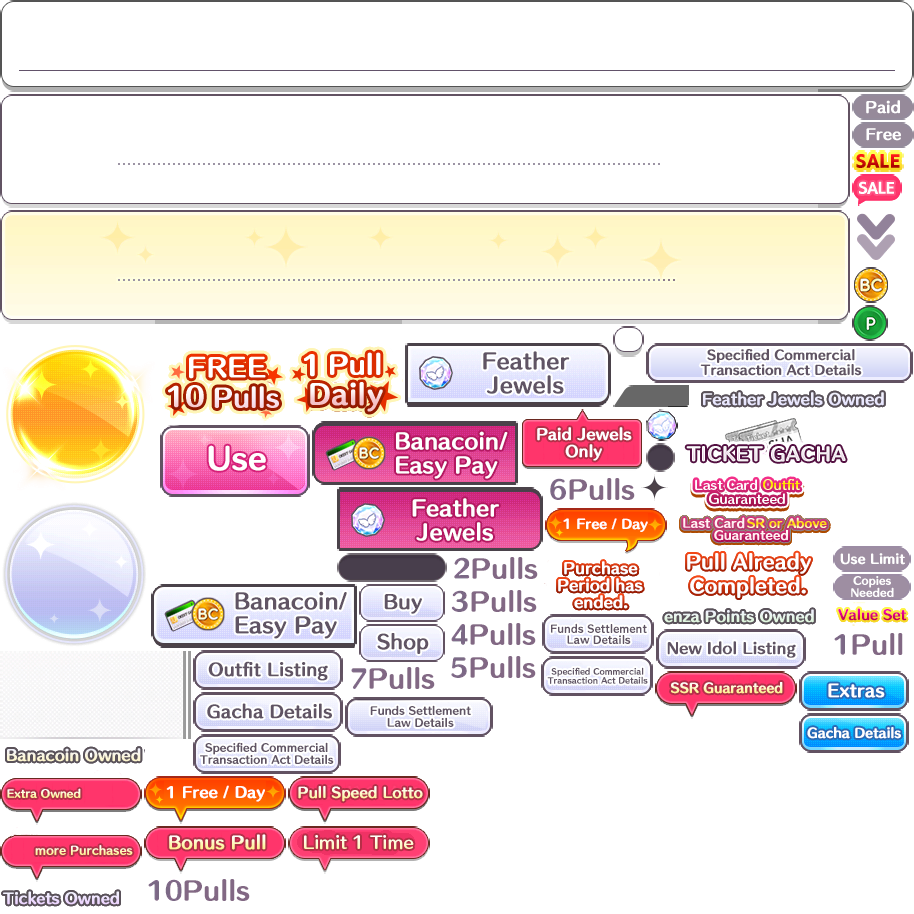 Paid
Free
SALE
SALE
BC
P
FREE
10 Pulls
1 Pull
Daily
Feather
Jewels
Specified Commercial
Transaction Act Details
Feather Jewels Owned
Use
BC
Banacoin/
Easy Pay
Paid Jewels
Only
TICKET GACHA
Feather
Jewels
6Pulls
Last Card Outfit
Guaranteed
1 Free / Day
Last Card SR or Above
Guaranteed
2Pulls
Purchase
Period has
ended.
Pull Already
Completed.
Use Limit
Copies
Needed
BC
Banacoin/
Easy Pay
Buy
3Pulls
enza Points Owned
Value Set
Shop
4Pulls
Funds Settlement
Law Details
New Idol Listing
1Pull
Outfit Listing
7Pulls
5Pulls
Specified Commercial
Transaction Act Details
SSR Guaranteed
Extras
Gacha Details
Funds Settlement
Law Details
Gacha Details
Banacoin Owned
Specified Commercial
Transaction Act Details
Extra Owned
1 Free / Day
Pull Speed Lotto
more Purchases
Bonus Pull
Limit 1 Time
Tickets Owned
10Pulls